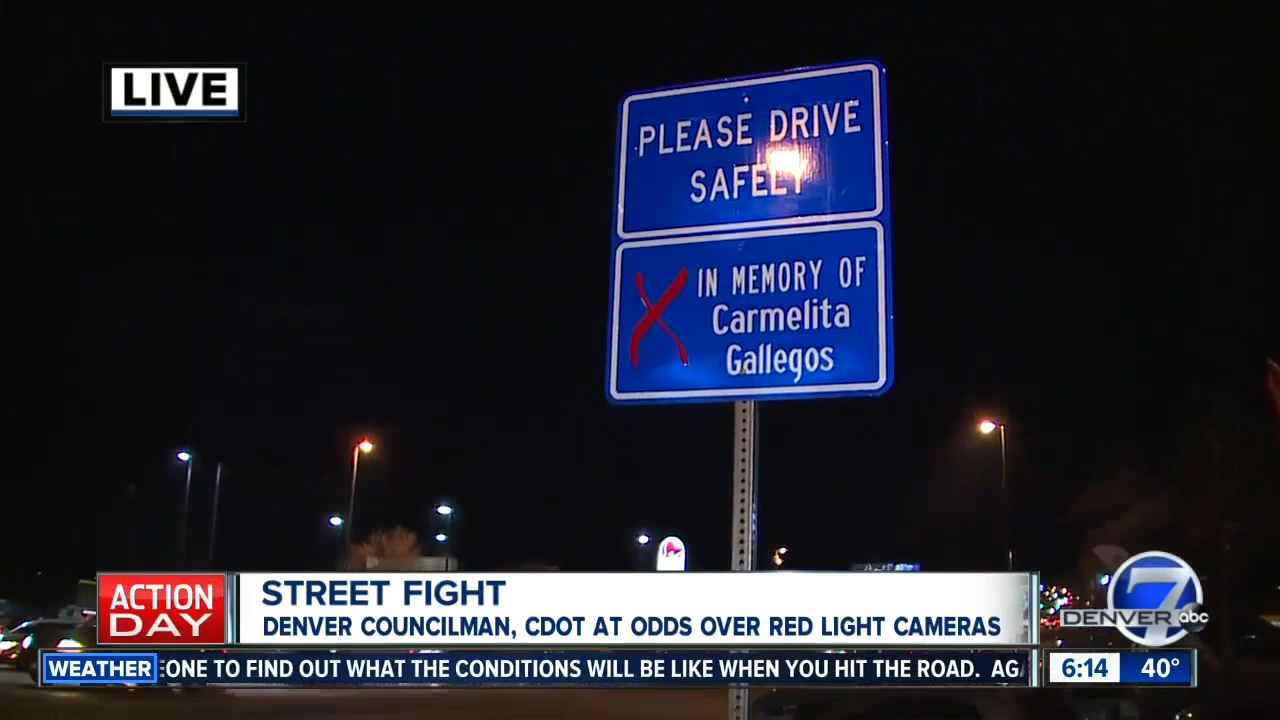 LIVE
PLEASE DRIVE
SAFELY
IN MEMORY OF
Carmelita
Gallegos
ACTION
DAY
STREET FIGHT
DENVER COUNCILMAN, CDOT AT ODDS OVER RED LIGHT CAMERAS
DENVER 7 abc
WEATHER
ONE TO FIND OUT WHAT THE CONDITIONS WILL BE LIKE WHEN YOU HIT THE ROAD. AG
6:14 40°